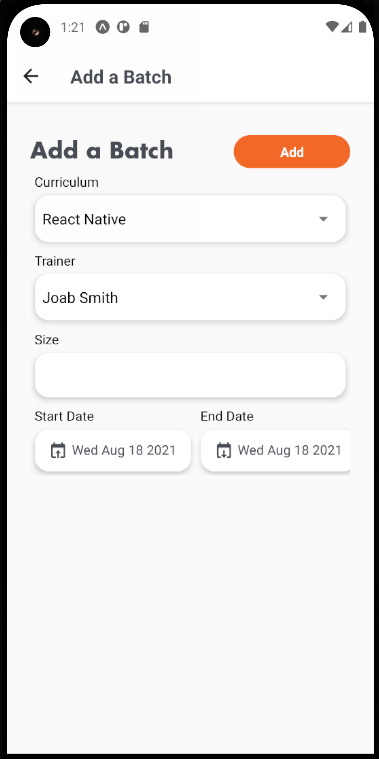 1:21
Add a Batch
Add a Batch Add
Curriculum
React Native
Trainer
Joab Smith
Size
Start Date End Date
Wed Aug 18 2021 Wed Aug 18 2021